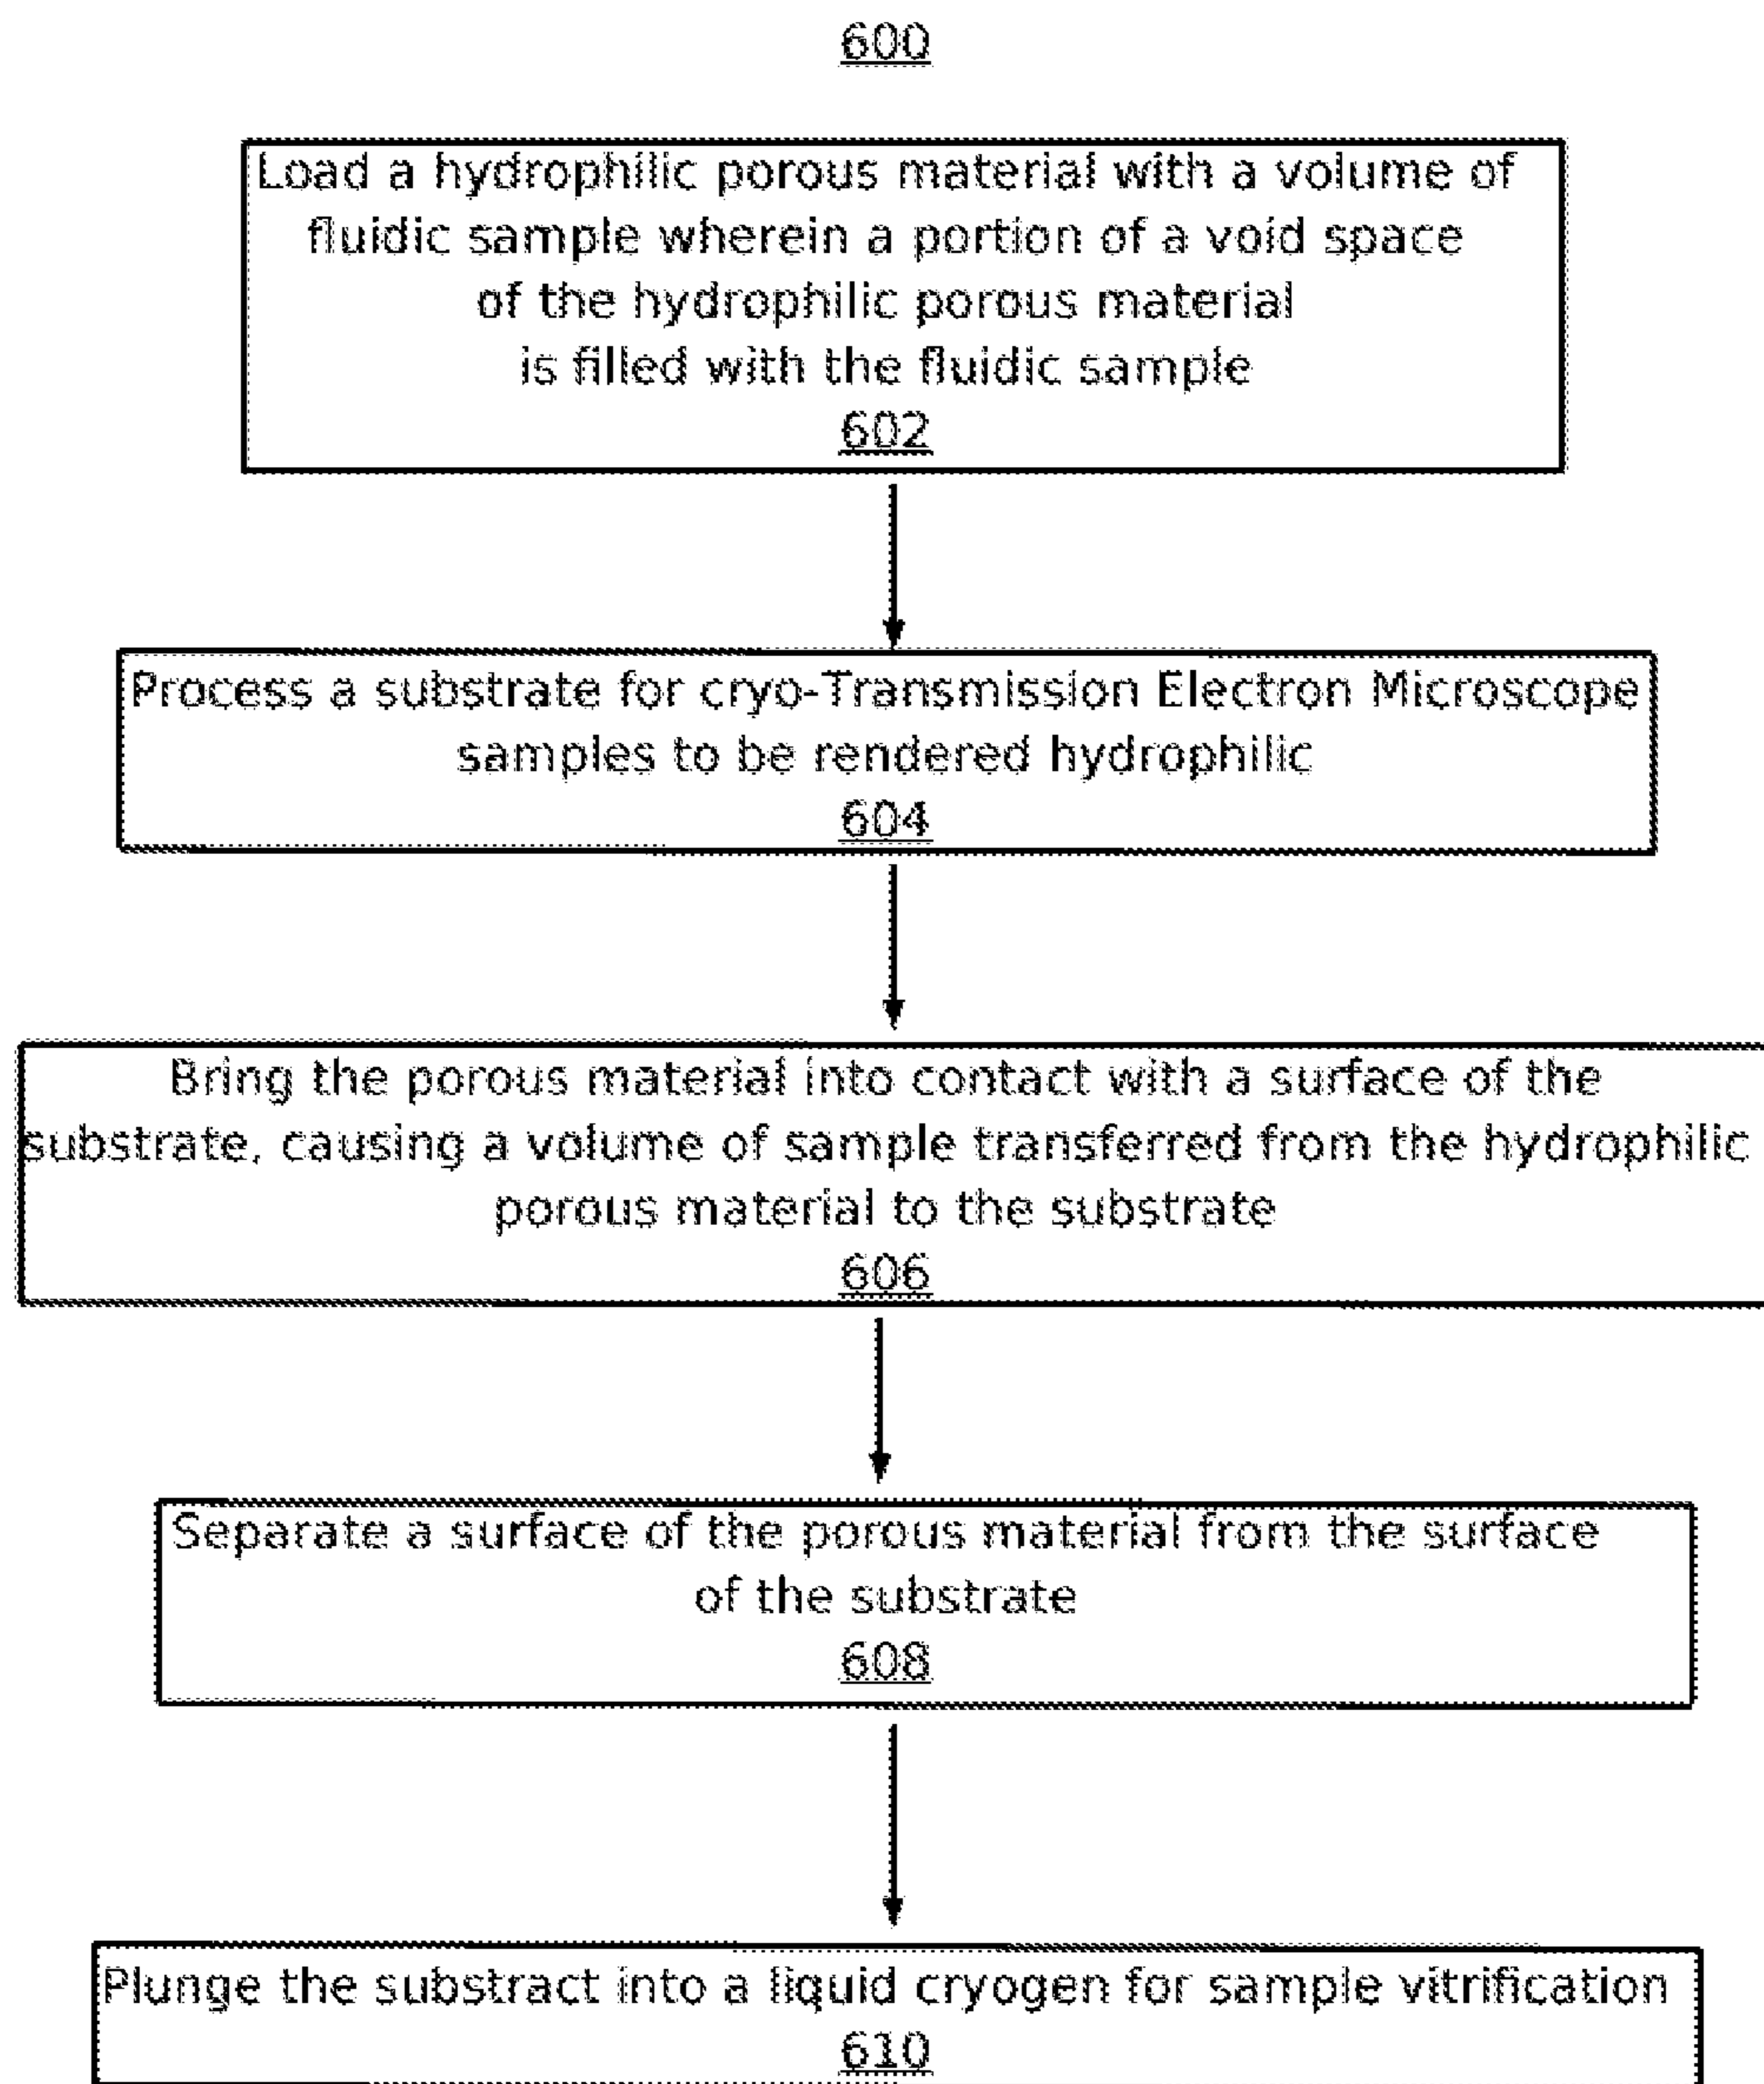 600
Load a hydrophilic porous material with a volume of
fluidic sample wherein a portion of a void space
of the hydrophilic porous material
is filled with the fluidic sample
602
Process a substrate for cryo-Transmission Electron Microscope
samples to be rendered hydrophilic
604
Bring the porous material into contact with a surface of the
substrate, causing a volume of sample transferred from the hydrophilic
porous material to the substrate
606
Separate a surface of the porous material from the surface
of the substrate
608
Plunge the substract into a liquid cryogen for sample vitrification
610